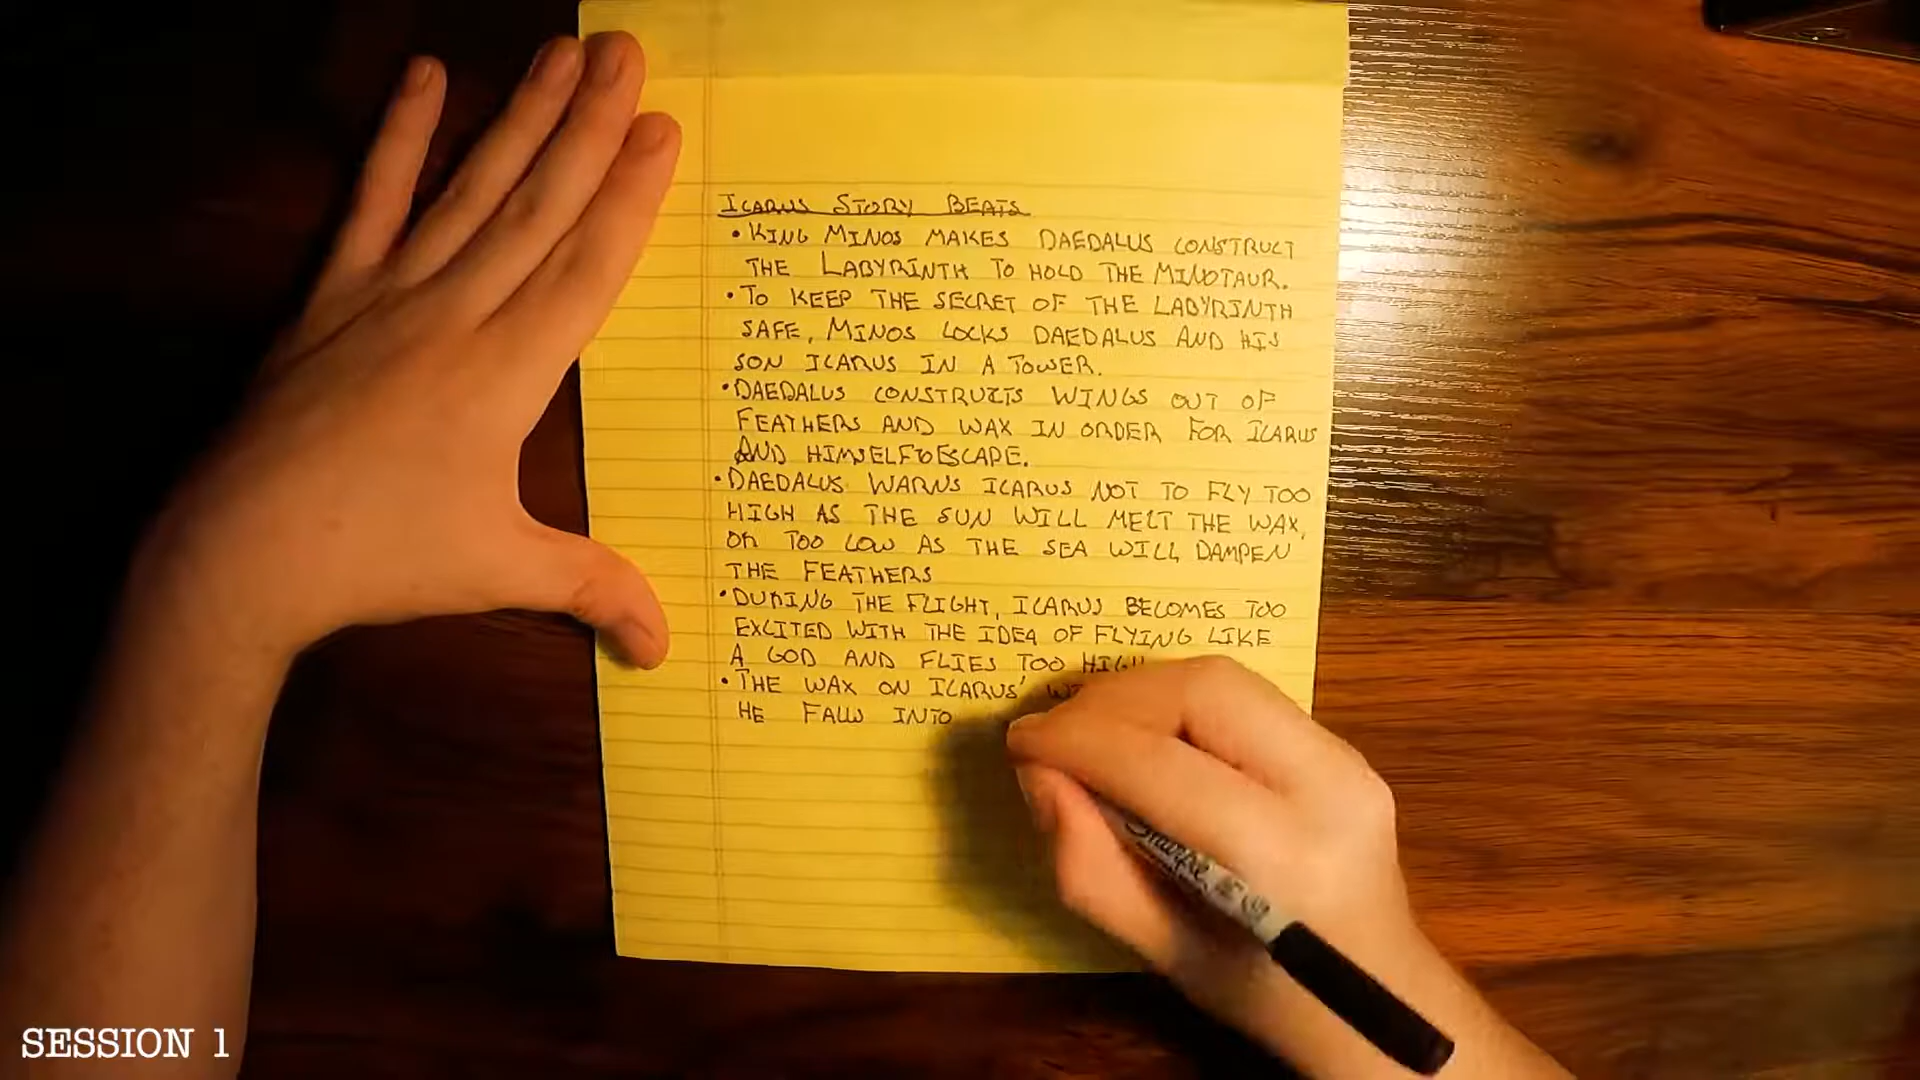 ICARUS STORY BEATS
• KING MINOS MAKES DAEDALUS CONSTRUCT
THE LABYRINTH TO HOLD THE MINOTAUR.
• TO KEEP THE SECRET OF THE LABYRINTH
SAFE, MINOS LOCKS DAEDALUS AND HIS
SON ICARUS IN A TOWER.
• DAEDALUS CONSTRUCTS WINGS OUT OF
FEATHERS AND WAX IN ORDER FOR ICARUS
AND HIMSELF TO ESCAPE.
• DAEDALUS WARNS ICARUS NOT TO FLY TOO
HIGH AS THE SUN WILL MELT THE WAX,
OR TOO LOW AS THE SEA WILL DAMPEN
THE FEATHERS
• DURING THE FLIGHT, ICARUS BECOMES TOO
EXCITED WITH THE IDEA OF FLYING LIKE
A GOD AND FLIES TOO HIGH
• THE WAX ON ICARUS'
HE FALLS INTO
Sharpie
SESSION 1